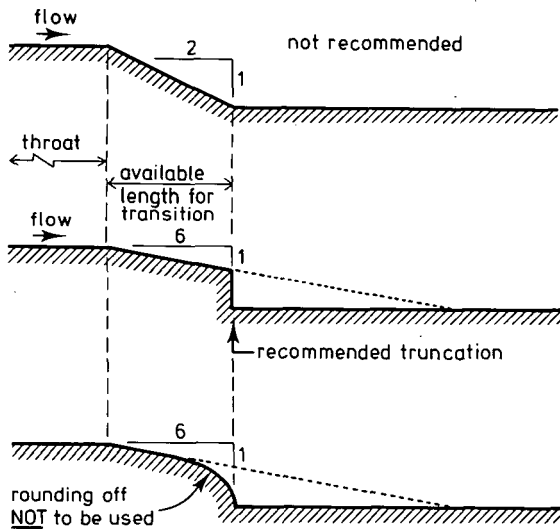 flow
2
1
not recommended
throat
available
length for
transition
flow
6
1
recommended truncation
6
1
rounding off
NOT to be used